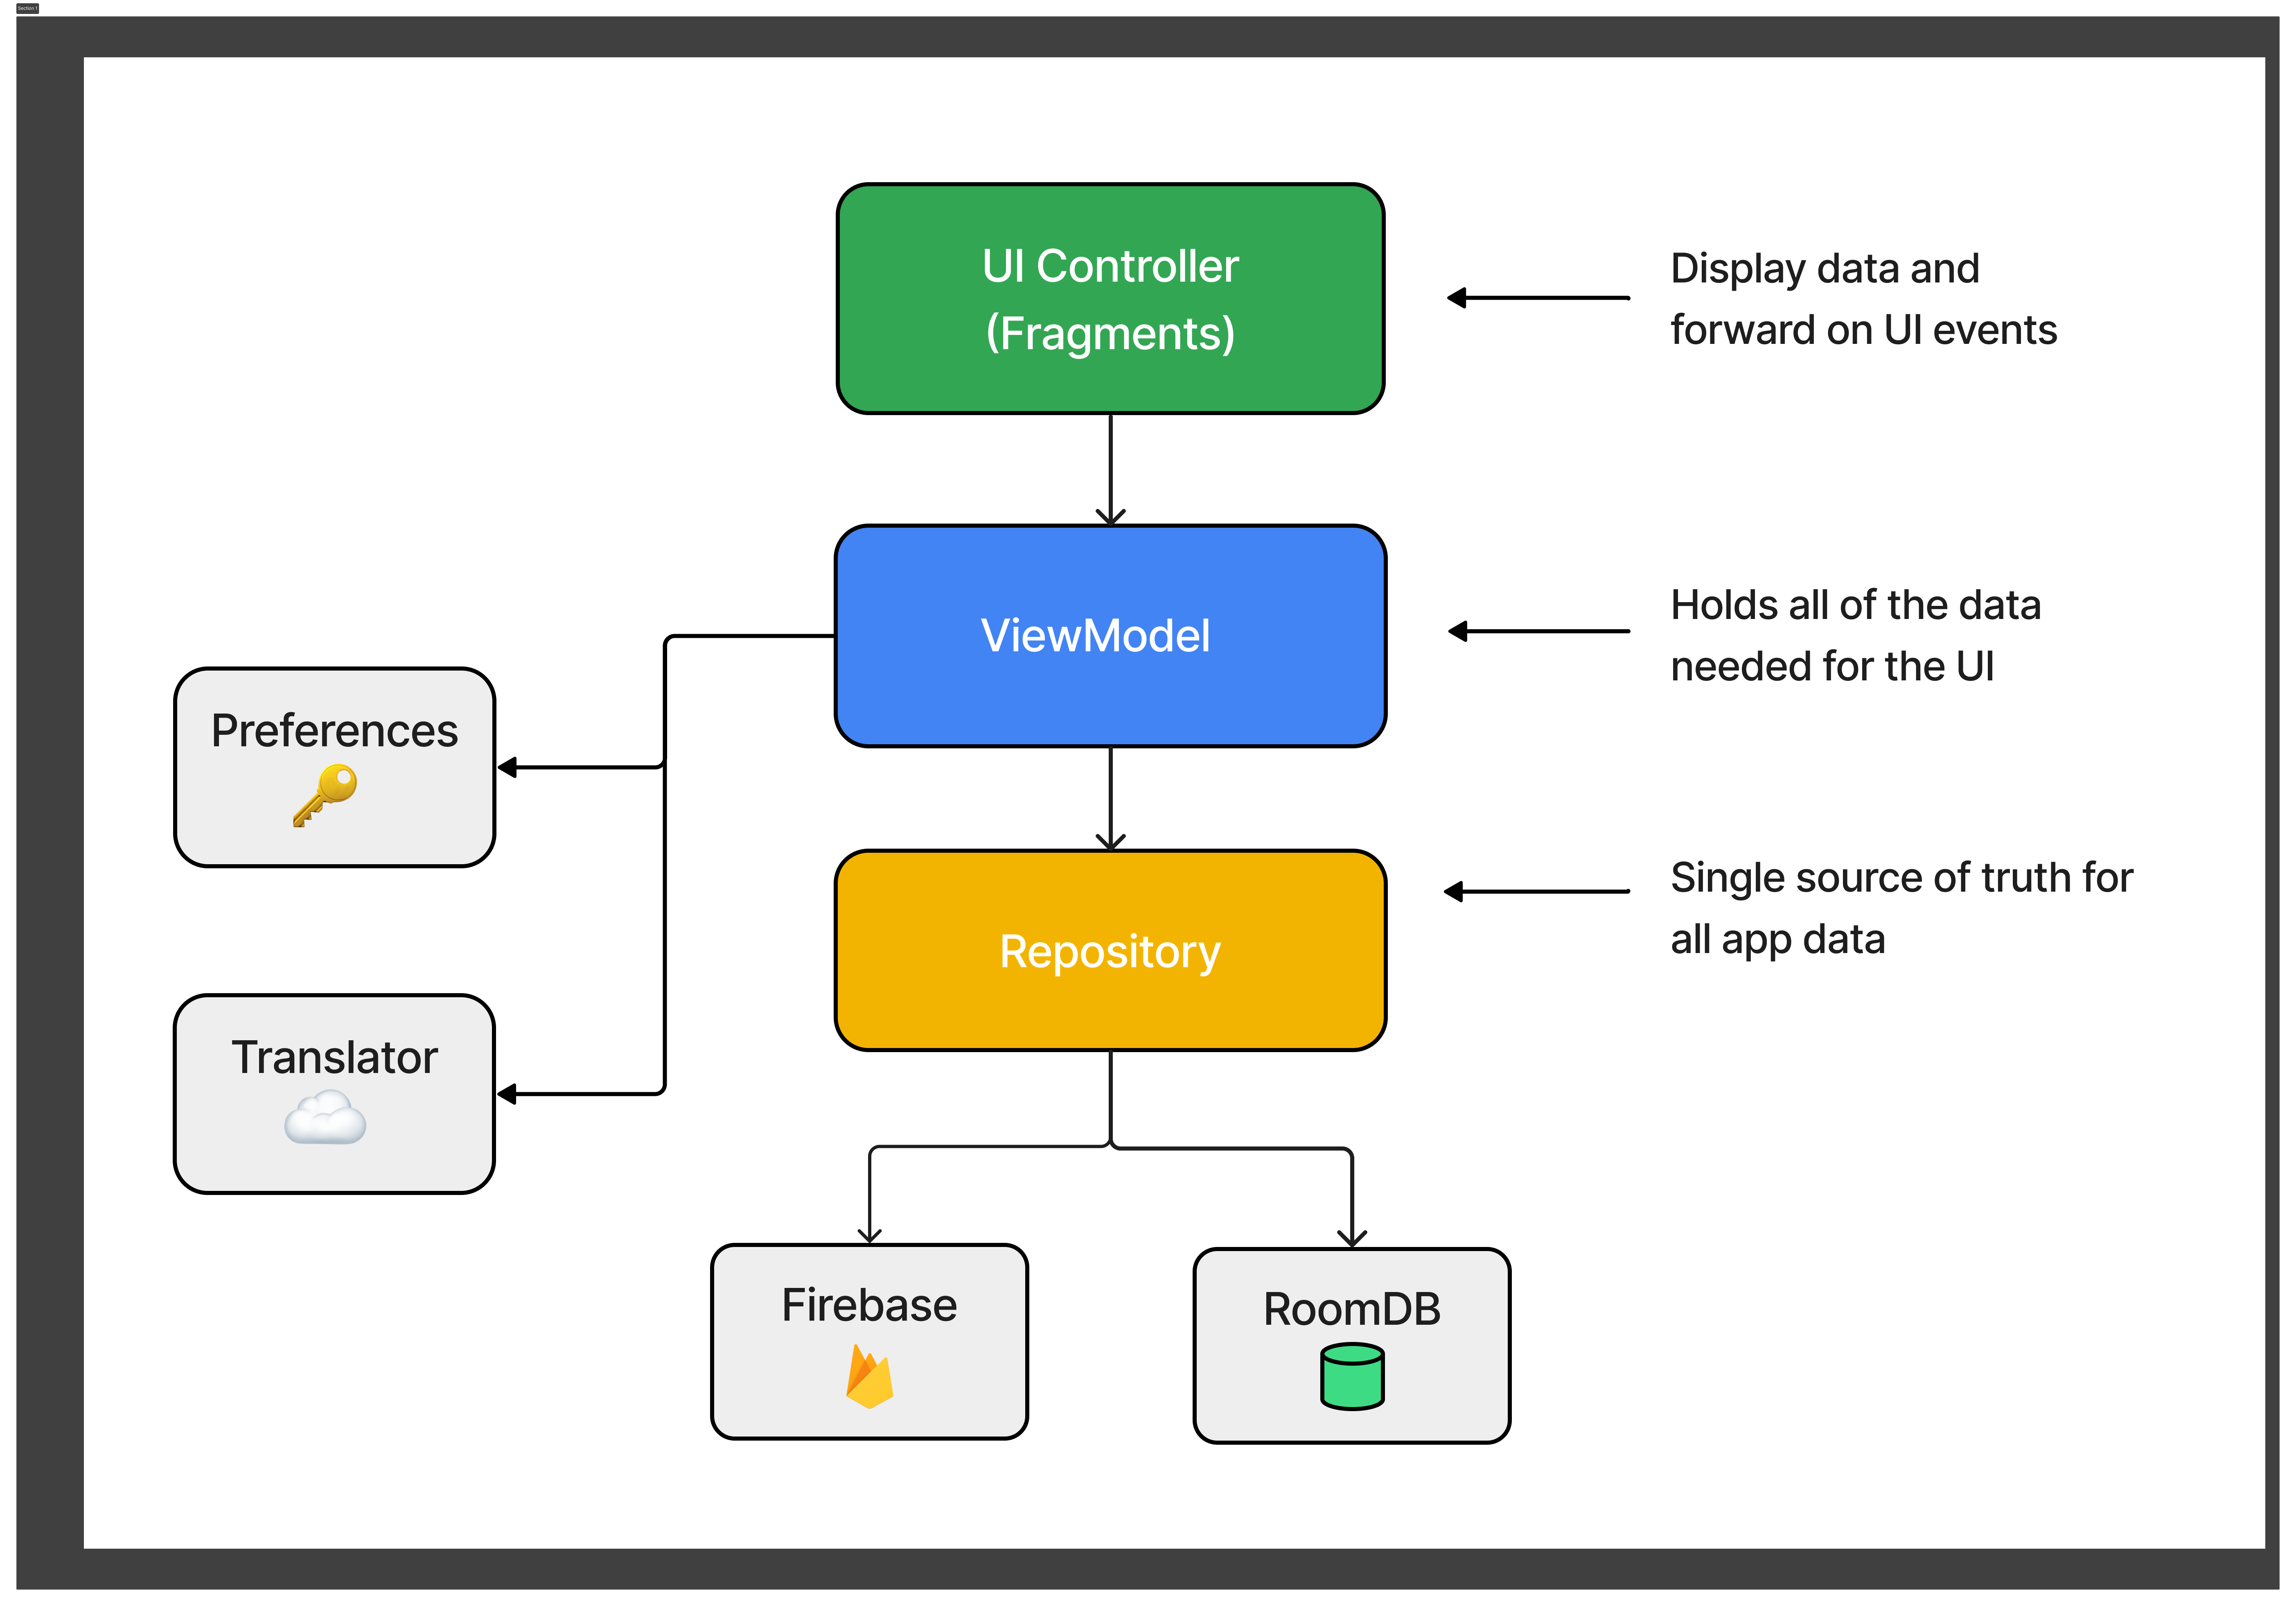 Section 1
UI Controller
(Fragments)
Display data and
forward on UI events
ViewModel
Holds all of the data
needed for the UI
Preferences
Repository
Single source of truth for
all app data
Translator
Firebase
RoomDB